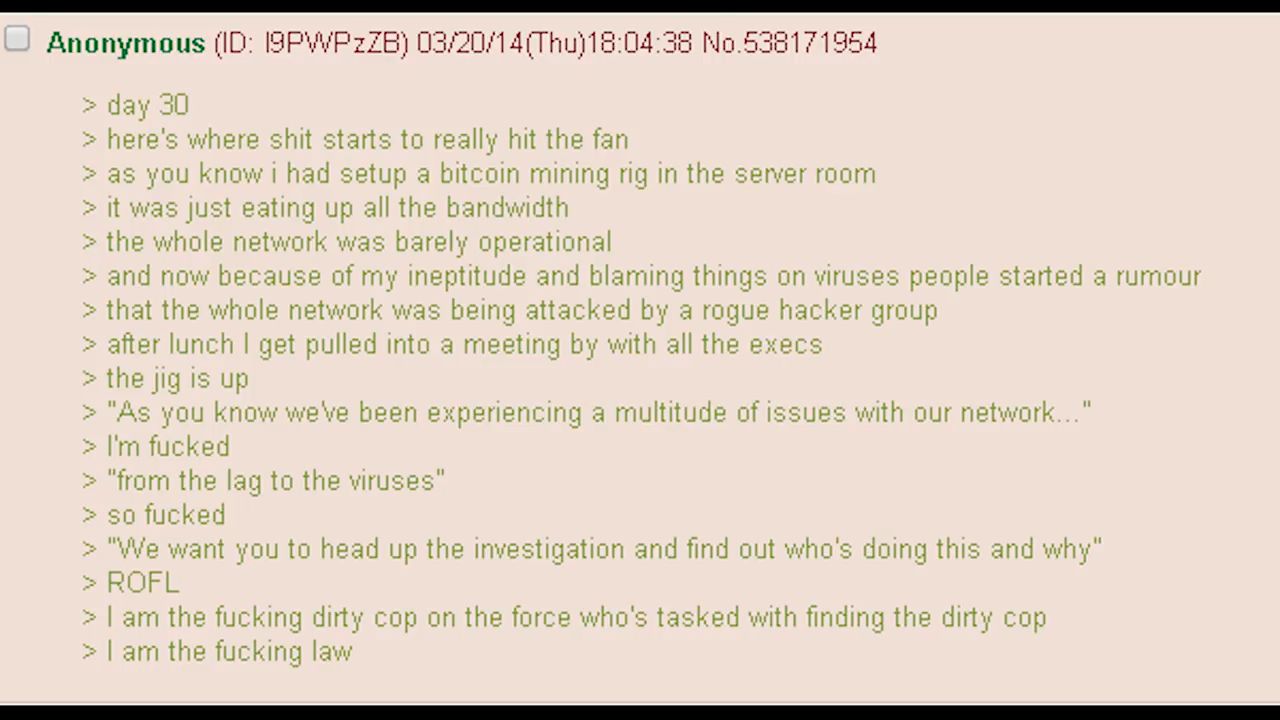 Anonymous (ID: I9PWPzZB) 03/20/14(Thu)18:04:38 No.538171954
> day 30
> here's where shit starts to really hit the fan
> as you know i had setup a bitcoin mining rig in the server room
> it was just eating up all the bandwidth
> the whole network was barely operational
> and now because of my ineptitude and blaming things on viruses people started a rumour
> that the whole network was being attacked by a rogue hacker group
> after lunch I get pulled into a meeting by with all the execs
> the jig is up
> "As you know we've been experiencing a multitude of issues with our network..."
> I'm fucked
> "from the lag to the viruses"
> so fucked
> "We want you to head up the investigation and find out who's doing this and why"
> ROFL
> I am the fucking dirty cop on the force who's tasked with finding the dirty cop
> I am the fucking law